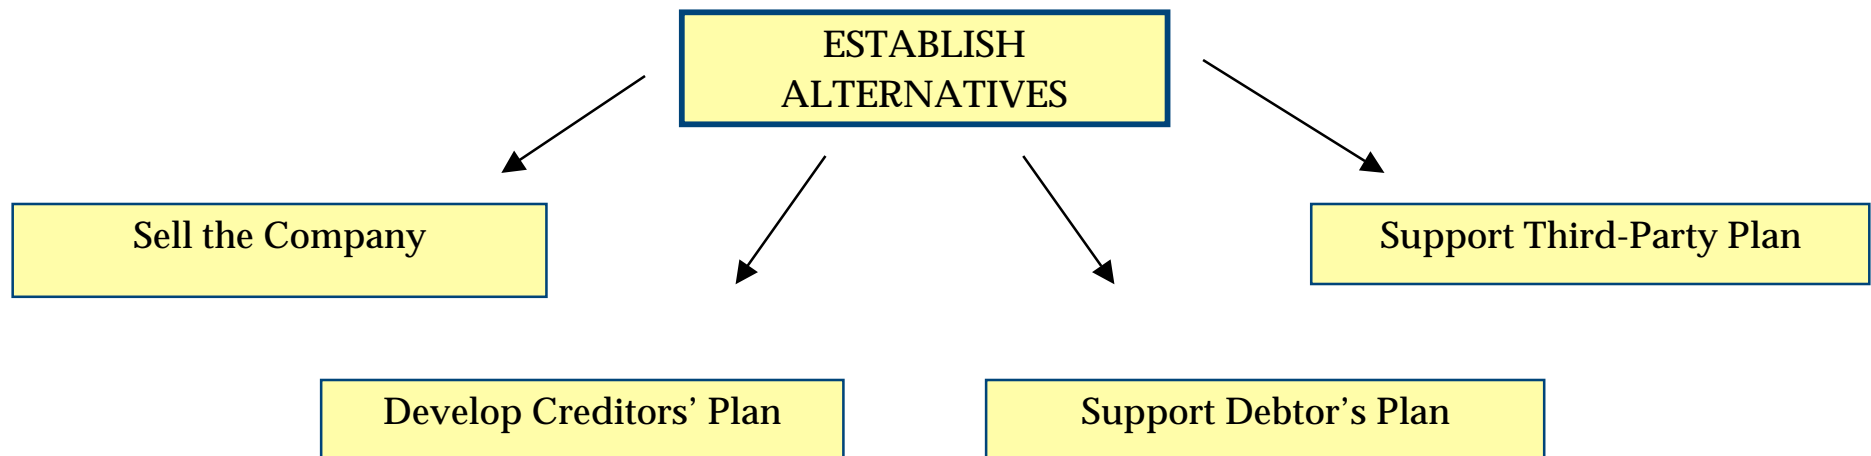 ESTABLISH
ALTERNATIVES
Sell the Company
Support Third-Party Plan
Develop Creditors’ Plan
Support Debtor’s Plan